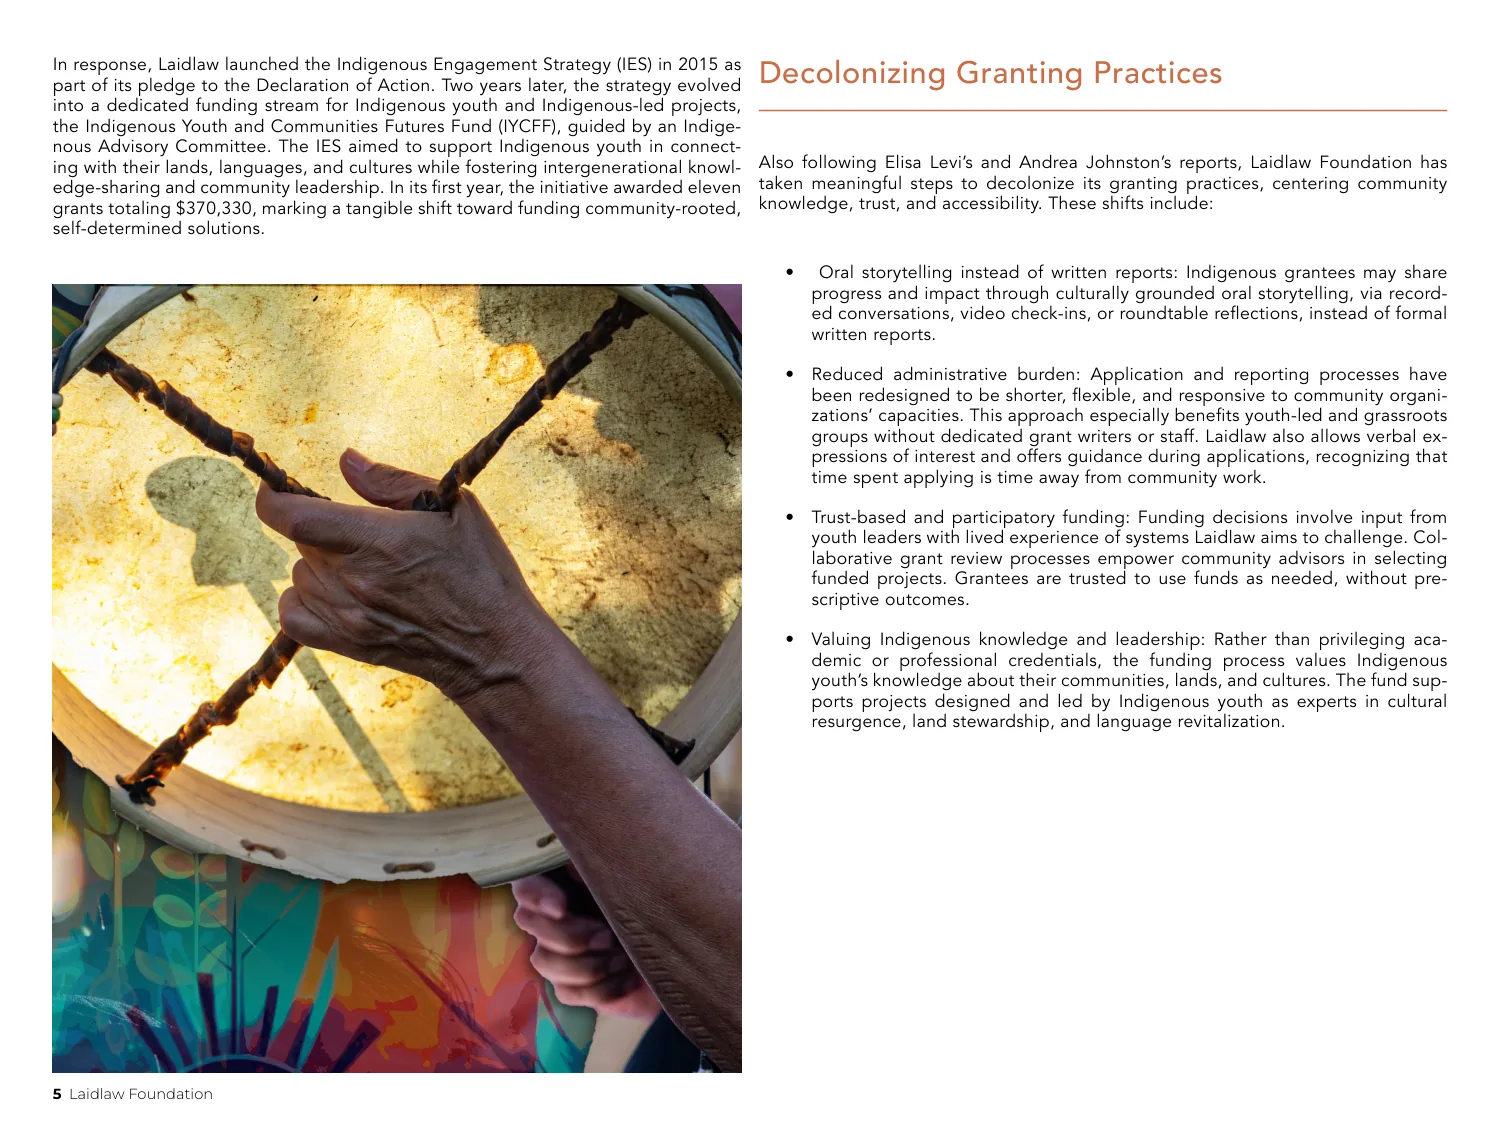 In response, Laidlaw launched the Indigenous Engagement Strategy (IES) in 2015 as
part of its pledge to the Declaration of Action. Two years later, the strategy evolved
into a dedicated funding stream for Indigenous youth and Indigenous-led projects,
the Indigenous Youth and Communities Futures Fund (IYCFF), guided by an Indige-
nous Advisory Committee. The IES aimed to support Indigenous youth in connect-
ing with their lands, languages, and cultures while fostering intergenerational knowl-
edge-sharing and community leadership. In its first year, the initiative awarded eleven
grants totaling $370,330, marking a tangible shift toward funding community-rooted,
self-determined solutions.
Decolonizing Granting Practices
Also following Elisa Levi's and Andrea Johnston's reports, Laidlaw Foundation has
taken meaningful steps to decolonize its granting practices, centering community
knowledge, trust, and accessibility. These shifts include:
• Oral storytelling instead of written reports: Indigenous grantees may share
progress and impact through culturally grounded oral storytelling, via record-
ed conversations, video check-ins, or roundtable reflections, instead of formal
written reports.
• Reduced administrative burden: Application and reporting processes have
been redesigned to be shorter, flexible, and responsive to community organi-
zations' capacities. This approach especially benefits youth-led and grassroots
groups without dedicated grant writers or staff. Laidlaw also allows verbal ex-
pressions of interest and offers guidance during applications, recognizing that
time spent applying is time away from community work.
• Trust-based and participatory funding: Funding decisions involve input from
youth leaders with lived experience of systems Laidlaw aims to challenge. Col-
laborative grant review processes empower community advisors in selecting
funded projects. Grantees are trusted to use funds as needed, without pre-
scriptive outcomes.
• Valuing Indigenous knowledge and leadership: Rather than privileging aca-
demic or professional credentials, the funding process values Indigenous
youth's knowledge about their communities, lands, and cultures. The fund sup-
ports projects designed and led by Indigenous youth as experts in cultural
resurgence, land stewardship, and language revitalization.
5 Laidlaw Foundation